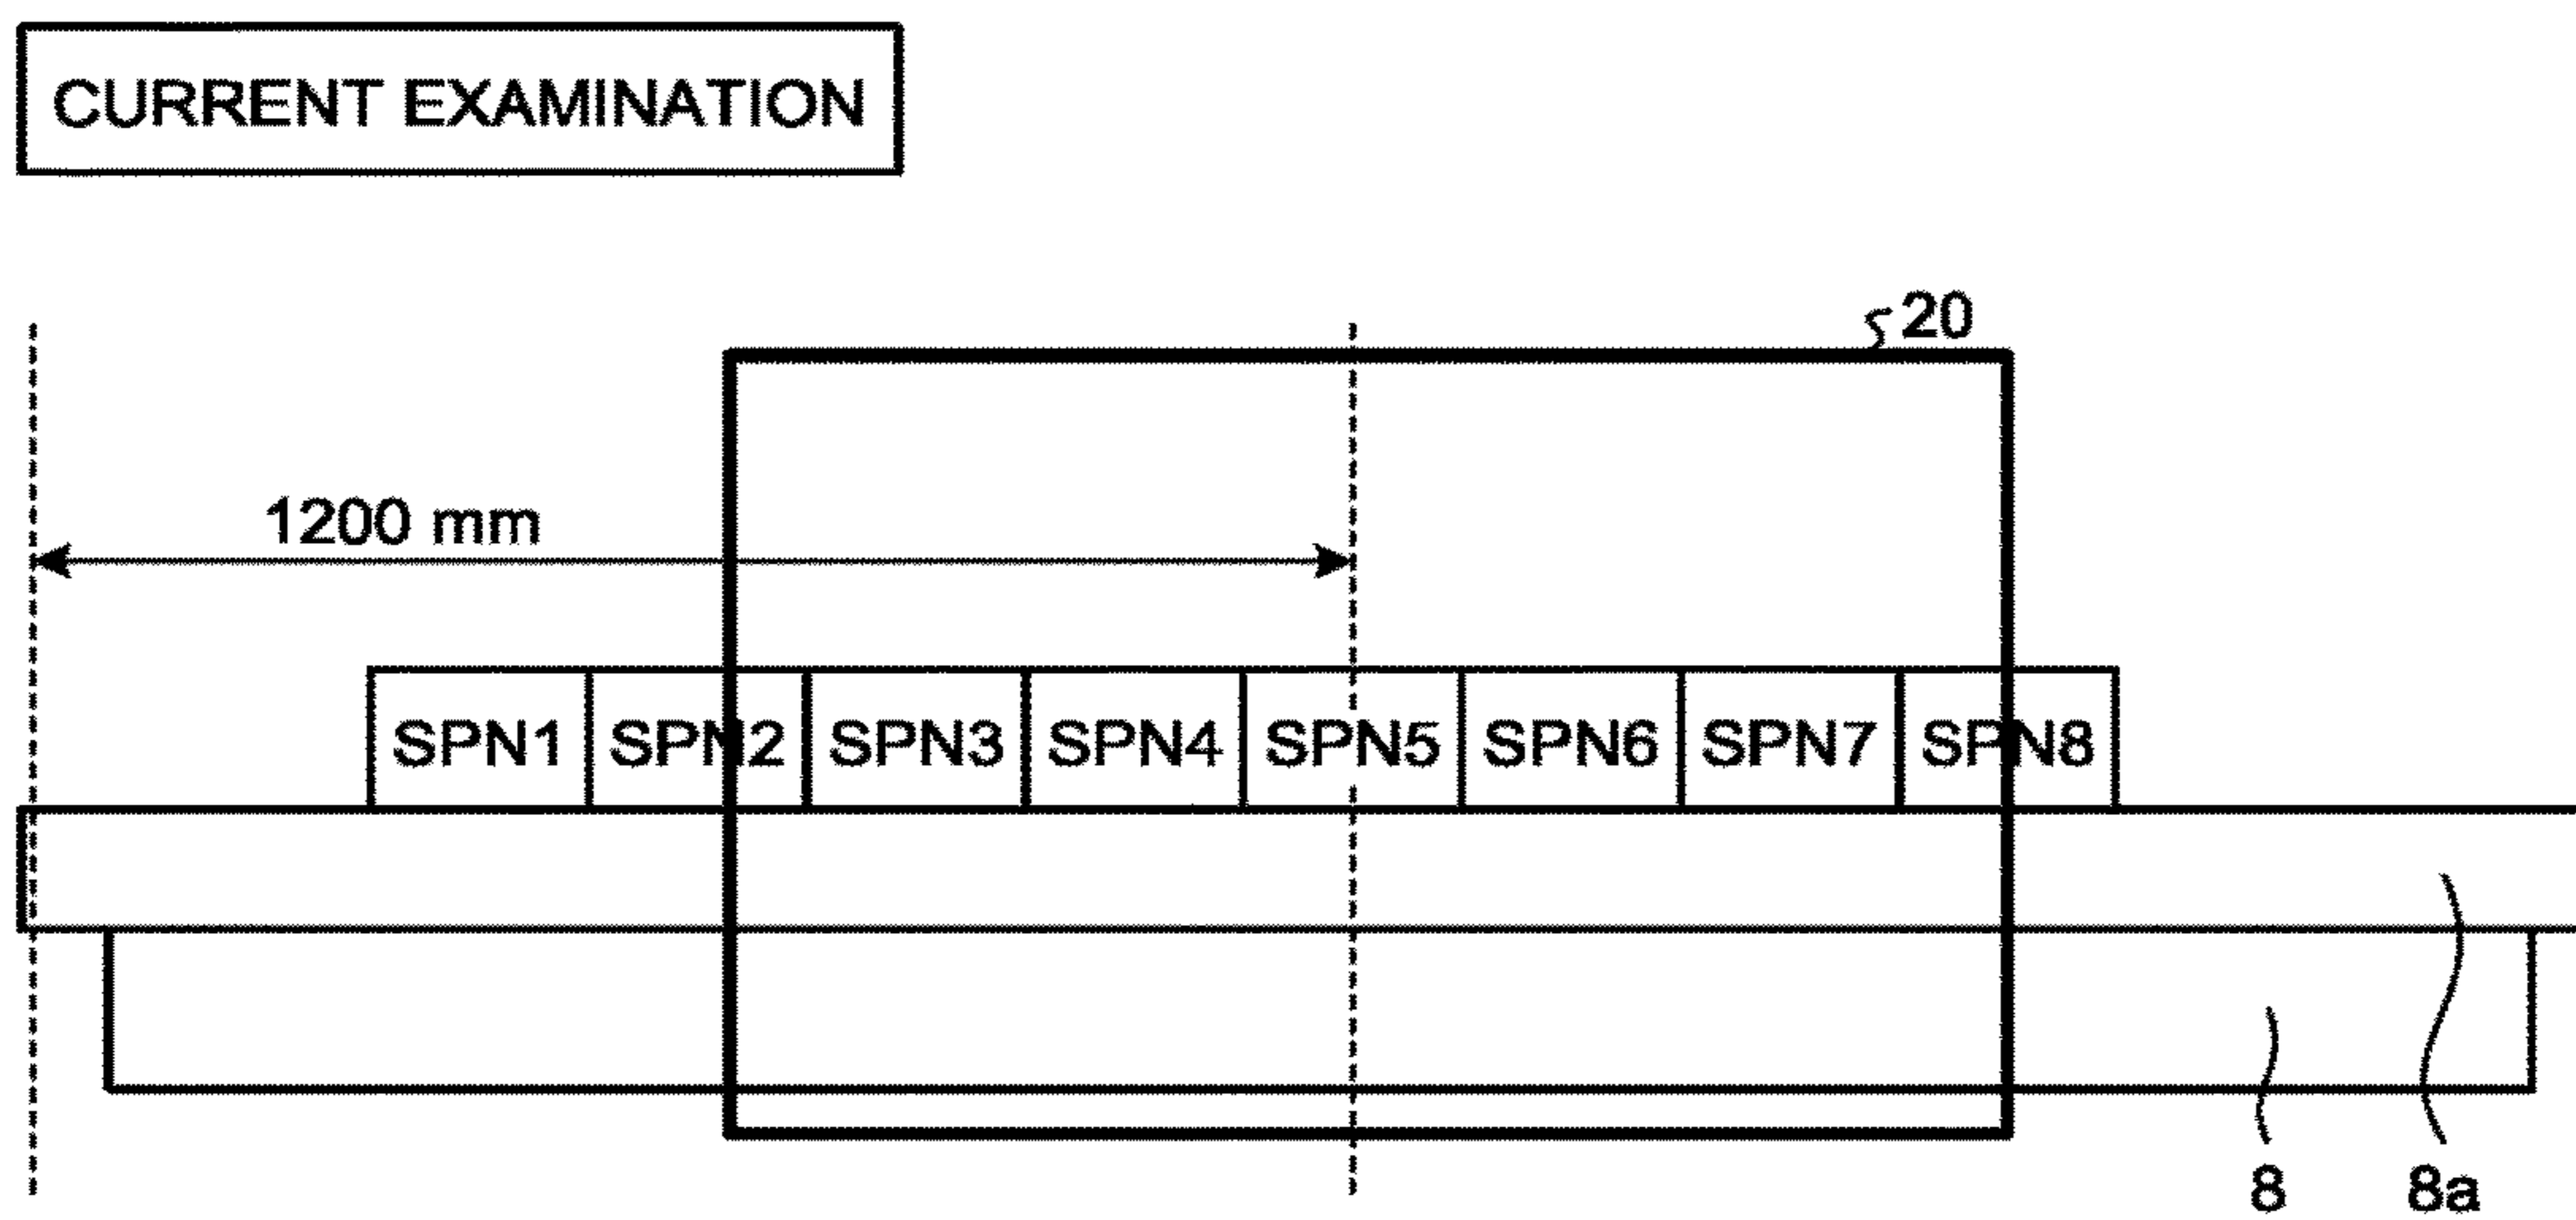 CURRENT EXAMINATION
20
1200 mm
SPN1 SPN2 SPN3 SPN4 SPN5 SPN6 SPN7 SPN8
8 8a